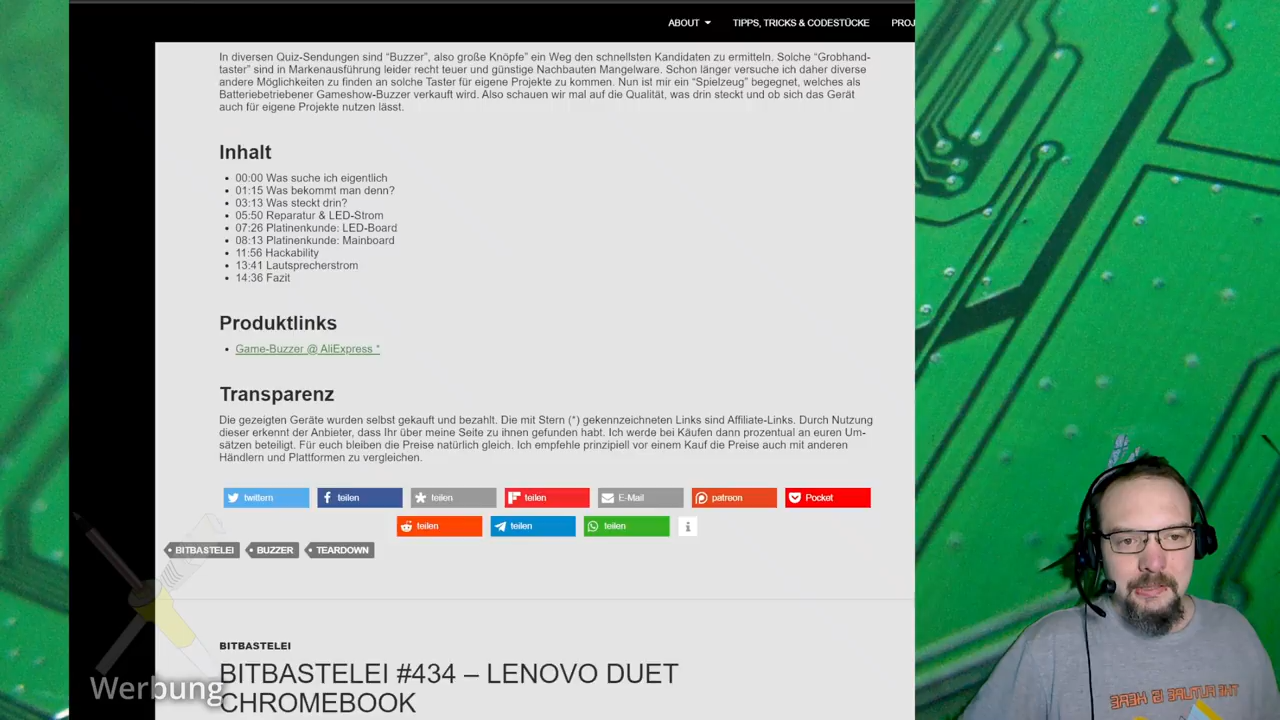 ABOUT
TIPPS, TRICKS & CODESTÜCKE
PROJ
In diversen Quiz-Sendungen sind “Buzzer”, also große Knöpfe” ein Weg den schnellsten Kandidaten zu ermitteln. Solche “Grobhand-
taster” sind in Markenausführung leider recht teuer und günstige Nachbauten Mangelware. Schon länger versuche ich daher diverse
andere Möglichkeiten zu finden an solche Taster für eigene Projekte zu kommen. Nun ist mir ein “Spielzeug” begegnet, welches als
Batteriebetriebener Gameshow-Buzzer verkauft wird. Also schauen wir mal auf die Qualität, was drin steckt und ob sich das Gerät
auch für eigene Projekte nutzen lässt.
Inhalt
• 00:00 Was suche ich eigentlich
• 01:15 Was bekommt man denn?
• 03:13 Was steckt drin?
• 05:50 Reparatur & LED-Strom
• 07:26 Platinenkunde: LED-Board
• 08:13 Platinenkunde: Mainboard
• 11:56 Hackability
• 13:41 Lautsprecherstrom
• 14:36 Fazit
Produktlinks
• Game-Buzzer @ AliExpress *
Transparenz
Die gezeigten Geräte wurden selbst gekauft und bezahlt. Die mit Stern (*) gekennzeichneten Links sind Affiliate-Links. Durch Nutzung
dieser erkennt der Anbieter, dass Ihr über meine Seite zu ihnen gefunden habt. Ich werde bei Käufen dann prozentual an euren Um-
sätzen beteiligt. Für euch bleiben die Preise natürlich gleich. Ich empfehle prinzipiell vor einem Kauf die Preise auch mit anderen
Händlern und Plattformen zu vergleichen.
twittern
teilen
teilen
teilen
E-Mail
patreon
Pocket
teilen
teilen
teilen
BITBASTELEI
BUZZER
TEARDOWN
BITBASTELEI
BITBASTELEI #434 – LENOVO DUET
CHROMEBOOK
Werbung
THE FUTURE IS HERE